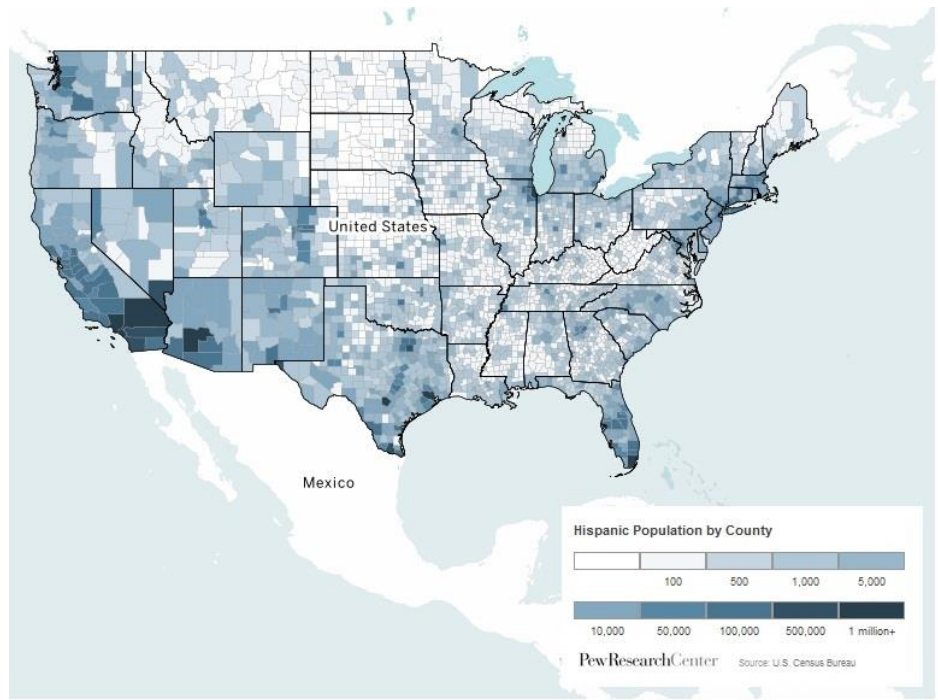 United States
Mexico
Hispanic Population by County
100 500 1,000 5,000
10,000 50,000 100,000 500,000 1 million+
PewResearchCenter Source: U.S. Census Bureau